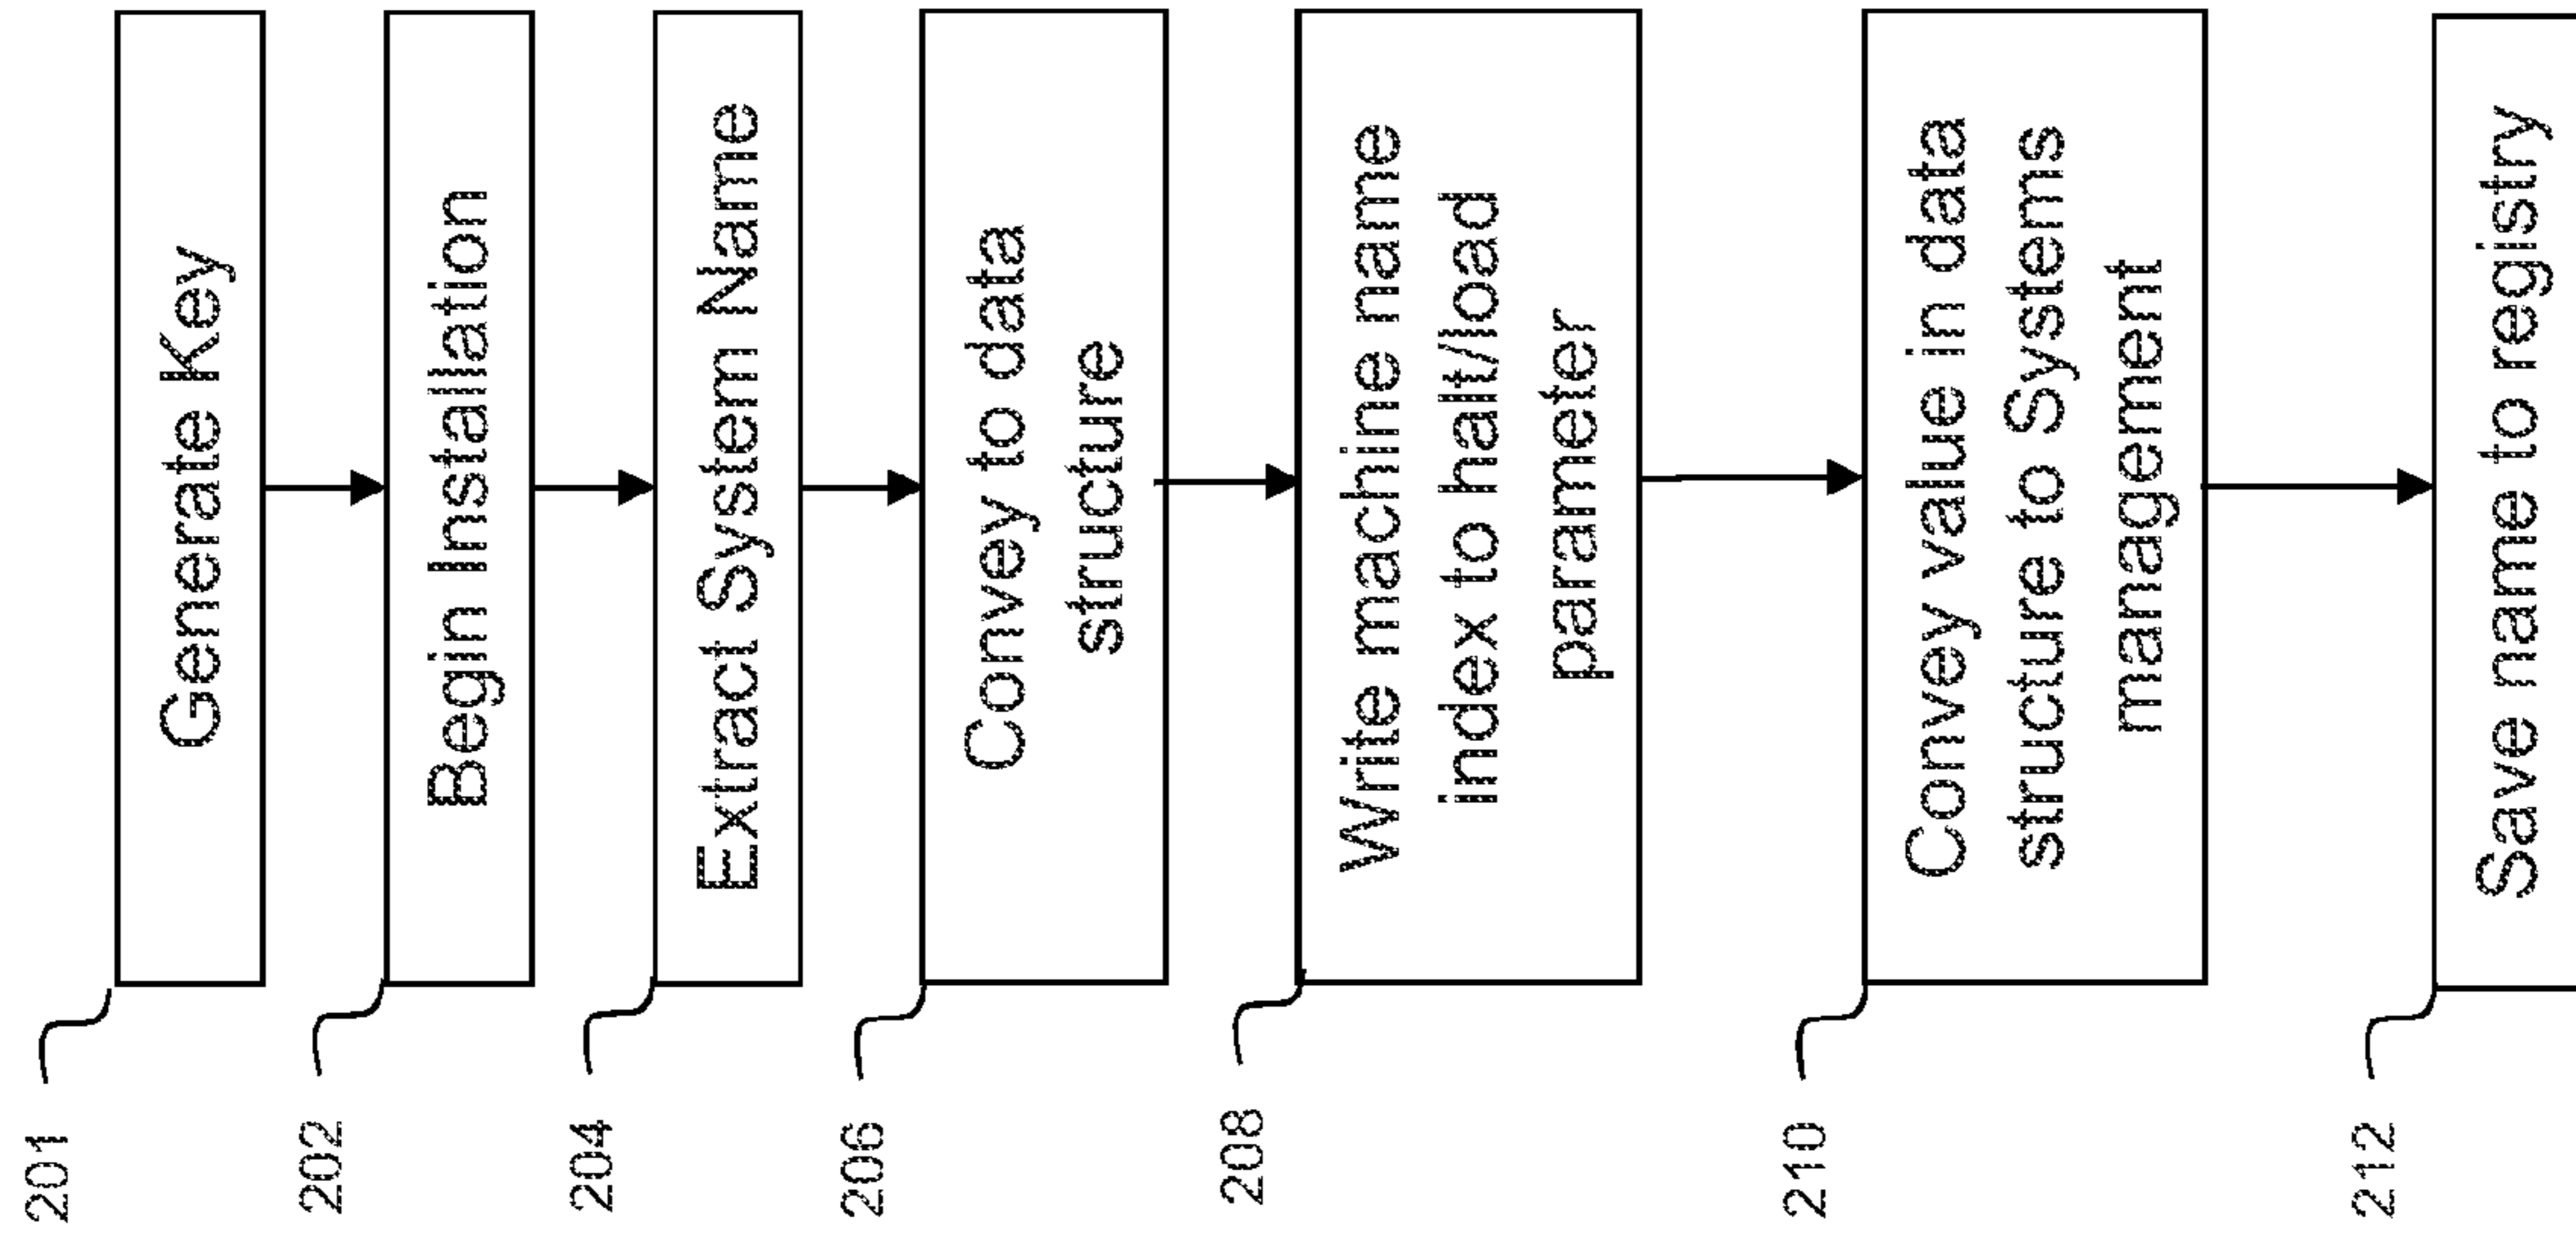 201
Generate Key
202
Begin Installation
204
Extract System Name
206
Convey to data
structure
208
Write machine name
index to halt/load
parameter
210
Convey value in data
structure to Systems
management
212
Save name to registry